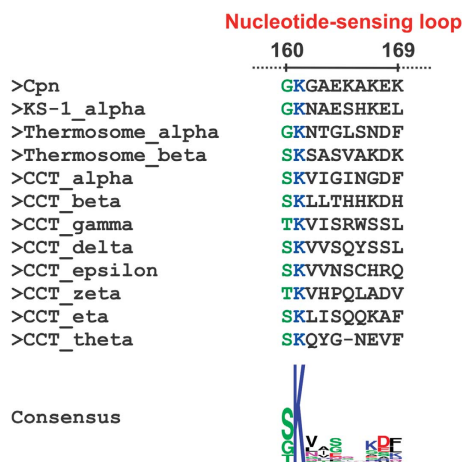 Nucleotide-sensing loop
160 169
>Cpn GKGAEKAKEK
>KS-1_alpha GKNAESHKEL
>Thermosome_alpha GKNTGLSNDF
>Thermosome_beta SKSASVAKDK
>CCT_alpha SKVIGINGDF
>CCT_beta SKLLTHHKDH
>CCT_gamma TKVISRWSSL
>CCT_delta SKVVSQYSSL
>CCT_epsilon SKVVNSCHRQ
>CCT_zeta TKVHPQLADV
>CCT_eta SKLISQQKAF
>CCT_theta SKQYG-NEVF
Consensus